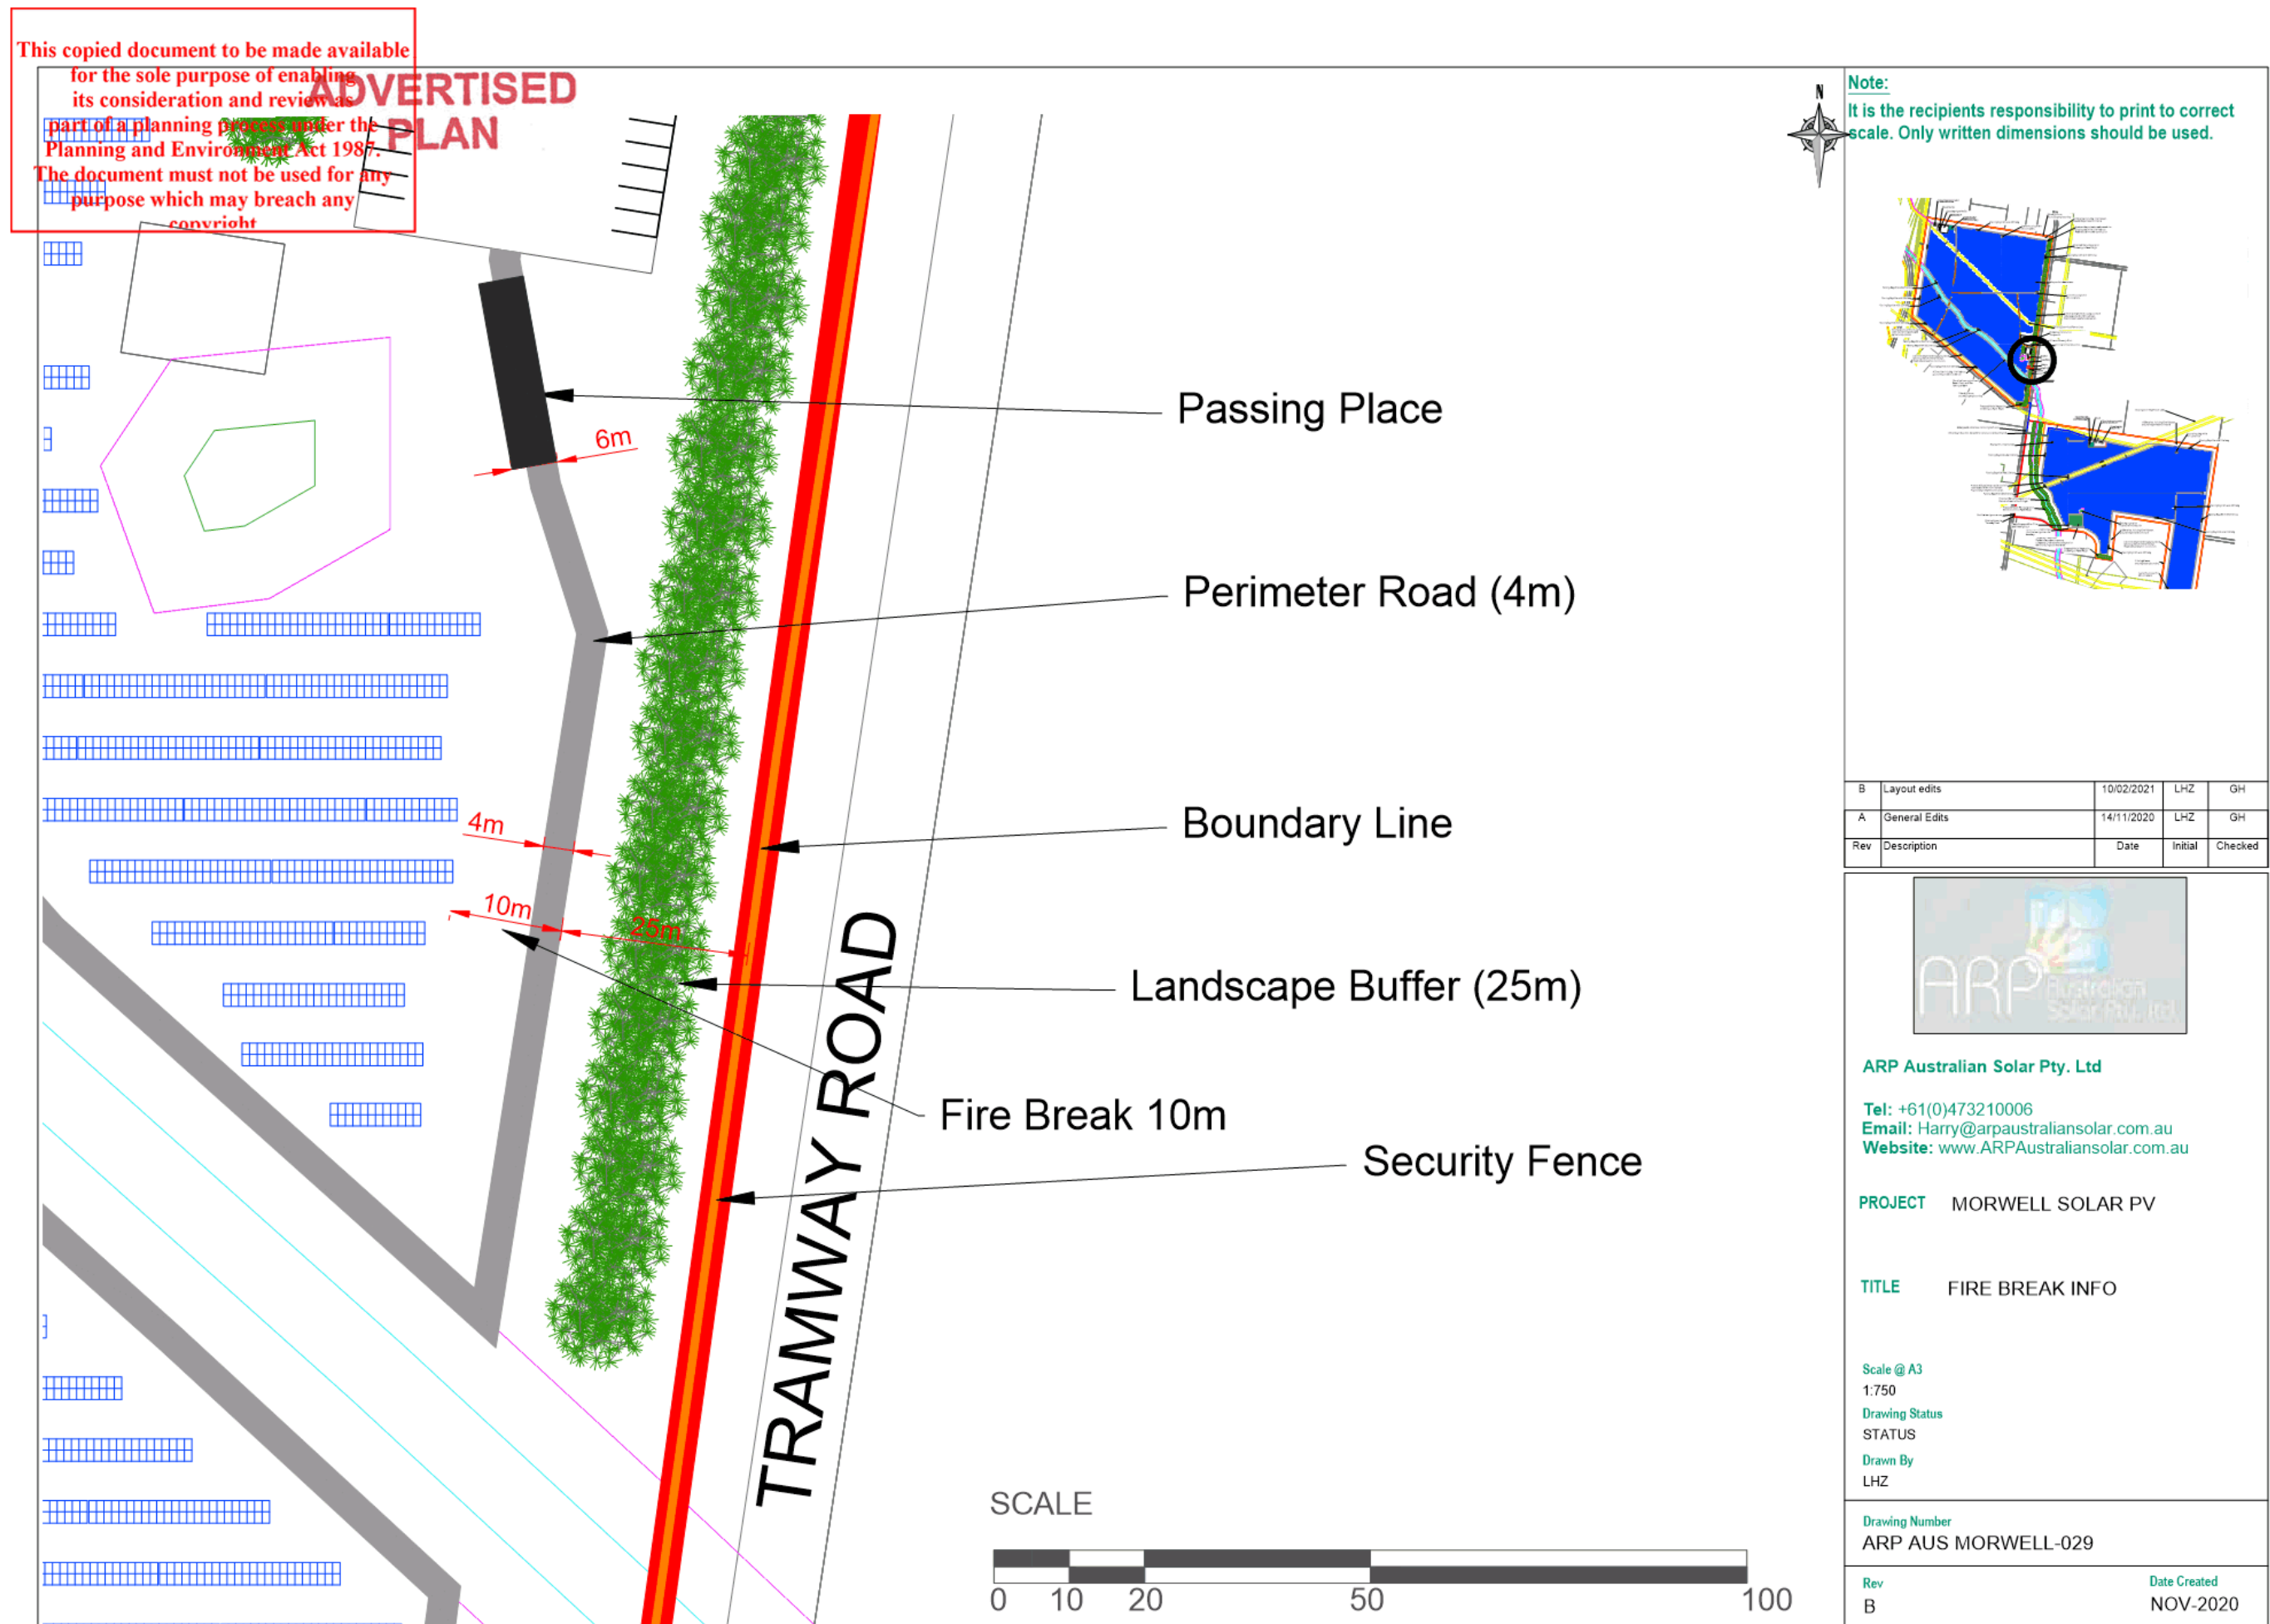 This copied document to be made available
for the sole purpose of enabling
its consideration and review as
part of a planning process under the
Planning and Environment Act 1987.
The document must not be used for any
purpose which may breach any
copyright
ADVERTISED
PLAN
N
Note:
It is the recipients responsibility to print to correct
scale. Only written dimensions should be used.
Passing Place
6m
Perimeter Road (4m)
4m
Boundary Line
10m
25m
Landscape Buffer (25m)
Fire Break 10m
Security Fence
TRAMWAY ROAD
SCALE
0 10 20 50 100
B Layout edits 10/02/2021 LHZ GH
A General Edits 14/11/2020 LHZ GH
Rev Description Date Initial Checked
ARP Australian
Solar Pty. Ltd
ARP Australian Solar Pty. Ltd
Tel: +61(0)473210006
Email: Harry@arpaustraliansolar.com.au
Website: www.ARPAustraliansolar.com.au
PROJECT MORWELL SOLAR PV
TITLE FIRE BREAK INFO
Scale @ A3
1:750
Drawing Status
STATUS
Drawn By
LHZ
Drawing Number
ARP AUS MORWELL-029
Rev
B
Date Created
NOV-2020